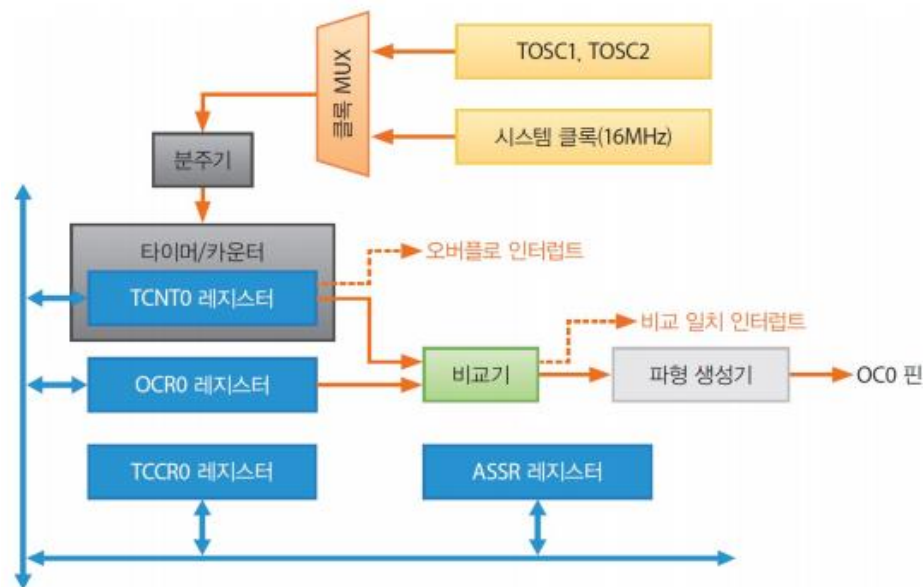 TOSC1, TOSC2
클록 MUX
시스템 클록(16MHz)
분주기
타이머/카운터
오버플로 인터럽트
TCNT0 레지스터
비교 일치 인터럽트
OCR0 레지스터
비교기
파형 생성기
OC0 핀
TCCR0 레지스터
ASSR 레지스터